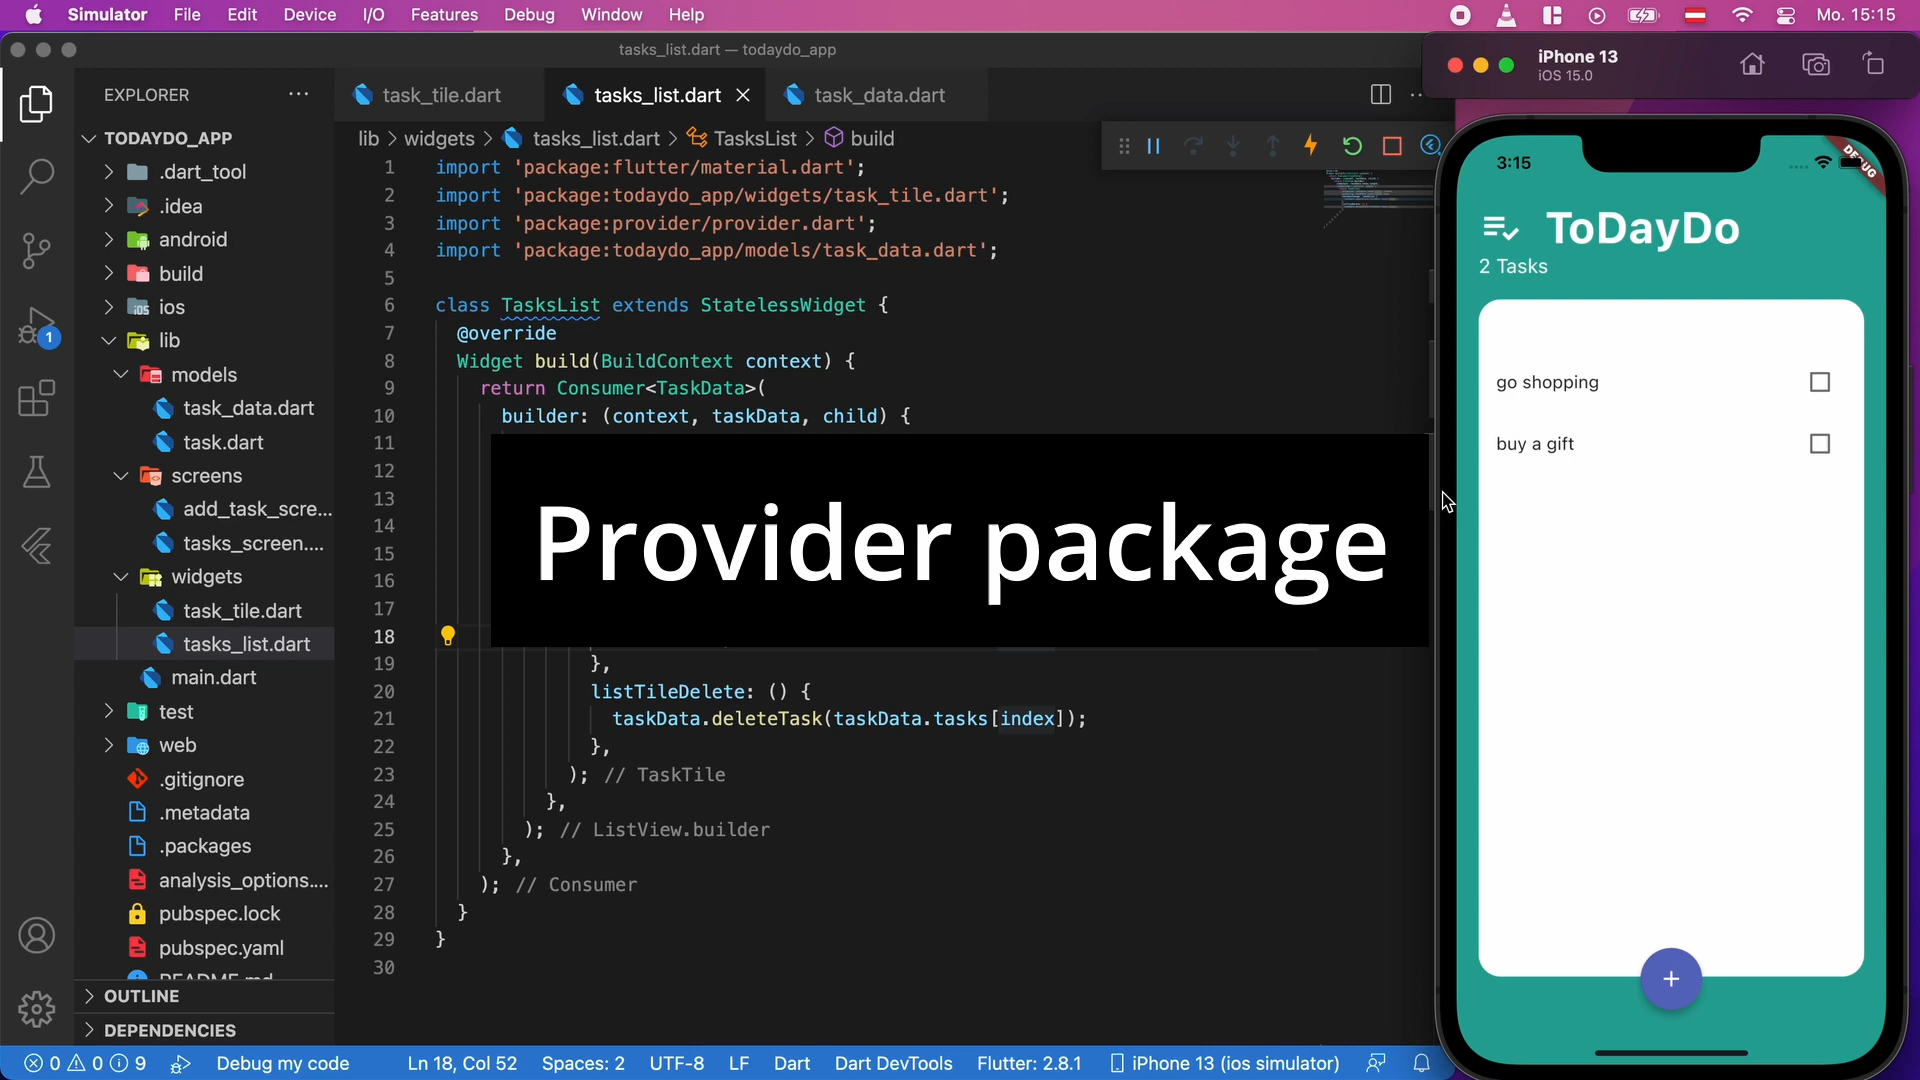 Simulator File Edit Device I/O Features Debug Window Help Mo. 15:15
tasks_list.dart — todaydo_app
iPhone 13
iOS 15.0
EXPLORER
task_tile.dart tasks_list.dart task_data.dart
lib > widgets > tasks_list.dart > TasksList > build
TODAYDO_APP
.dart_tool
.idea
android
build
ios
lib
models
task_data.dart
task.dart
screens
add_task_scre...
tasks_screen....
widgets
task_tile.dart
tasks_list.dart
main.dart
test
web
.gitignore
.metadata
.packages
analysis_options....
pubspec.lock
pubspec.yaml
README.md
OUTLINE
DEPENDENCIES
1
1 import 'package:flutter/material.dart';
2 import 'package:todaydo_app/widgets/task_tile.dart';
3 import 'package:provider/provider.dart';
4 import 'package:todaydo_app/models/task_data.dart';
5
6 class TasksList extends StatelessWidget {
7 @override
8 Widget build(BuildContext context) {
9 return Consumer<TaskData>(
10 builder: (context, taskData, child) {
11
12
13
14
15
16
17
18
Provider package
19 },
20 listTileDelete: () {
21 taskData.deleteTask(taskData.tasks[index]);
22 },
23 ); // TaskTile
24 },
25 ); // ListView.builder
26 },
27 ); // Consumer
28 }
29 }
30
3:15
DEBUG
ToDayDo
2 Tasks
go shopping
buy a gift
+
0 0 9 Debug my code Ln 18, Col 52 Spaces: 2 UTF-8 LF Dart Dart DevTools Flutter: 2.8.1 iPhone 13 (ios simulator)